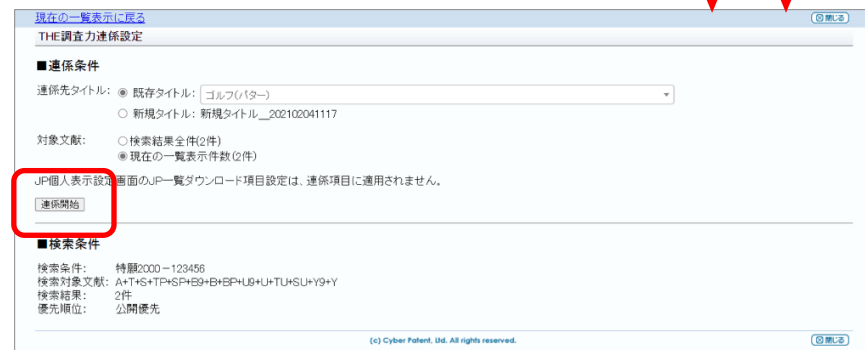 現在の一覧表示に戻る
閉じる
THE調査力連係設定
■連係条件
連係先タイトル: 既存タイトル: ゴルフ(パター)
新規タイトル: 新規タイトル__202102041117
対象文献: 検索結果全件(2件)
現在の一覧表示件数(2件)
JP個人表示設定画面のJP一覧ダウンロード項目設定は、連係項目に適用されません。
連係開始
■検索条件
検索条件: 特願2000-123456
検索対象文献: A+T+S+TP+SP+B9+B+BP+U9+U+TU+SU+Y9+Y
検索結果: 2件
優先順位: 公開優先
(c) Cyber Patent, Ltd. All rights reserved.
閉じる